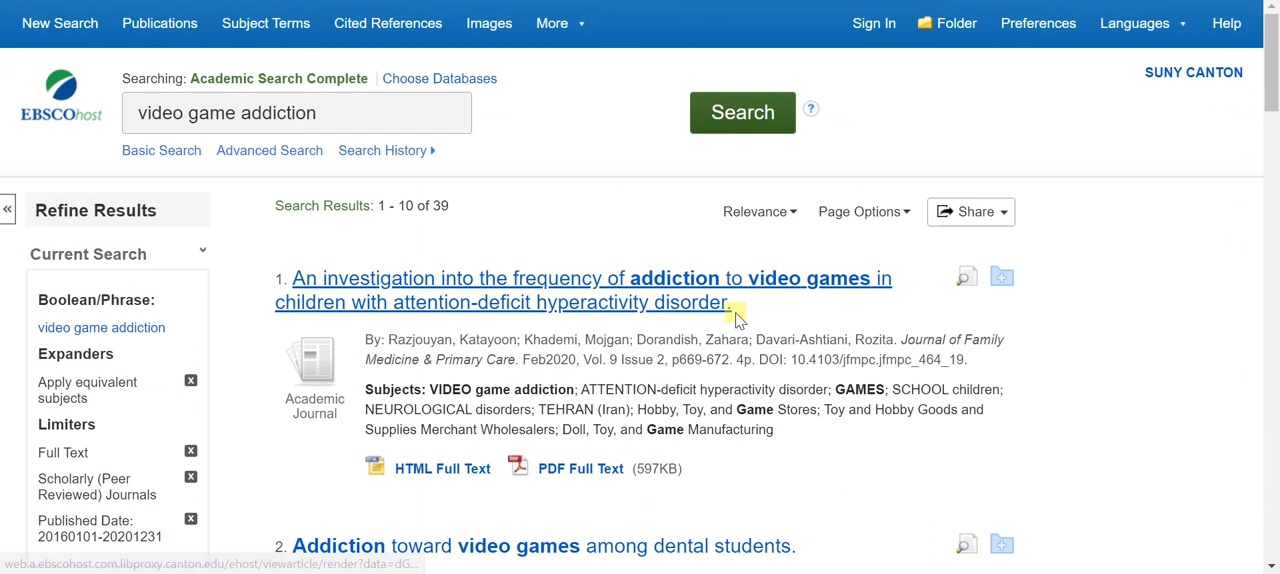 New Search Publications Subject Terms Cited References Images More Sign In Folder Preferences Languages Help
Searching: Academic Search Complete Choose Databases
SUNY CANTON
EBSCOhost
video game addiction
Search
?
Basic Search Advanced Search Search History
«
Refine Results
Search Results: 1 - 10 of 39
Relevance Page Options Share
Current Search
Boolean/Phrase:
video game addiction
Expanders
Apply equivalent
subjects
Limiters
Full Text
Scholarly (Peer
Reviewed) Journals
Published Date:
20160101-20201231
1. An investigation into the frequency of addiction to video games in
children with attention-deficit hyperactivity disorder.
Academic
Journal
By: Razjouyan, Katayoon; Khademi, Mojgan; Dorandish, Zahara; Davari-Ashtiani, Rozita. Journal of Family
Medicine & Primary Care. Feb2020, Vol. 9 Issue 2, p669-672. 4p. DOI: 10.4103/jfmpc.jfmpc_464_19.
Subjects: VIDEO game addiction; ATTENTION-deficit hyperactivity disorder; GAMES; SCHOOL children;
NEUROLOGICAL disorders; TEHRAN (Iran); Hobby, Toy, and Game Stores; Toy and Hobby Goods and
Supplies Merchant Wholesalers; Doll, Toy, and Game Manufacturing
HTML Full Text PDF PDF Full Text (597KB)
2. Addiction toward video games among dental students.
web.a.ebscohost.com.libproxy.canton.edu/ehost/viewarticle/render?data=dG...